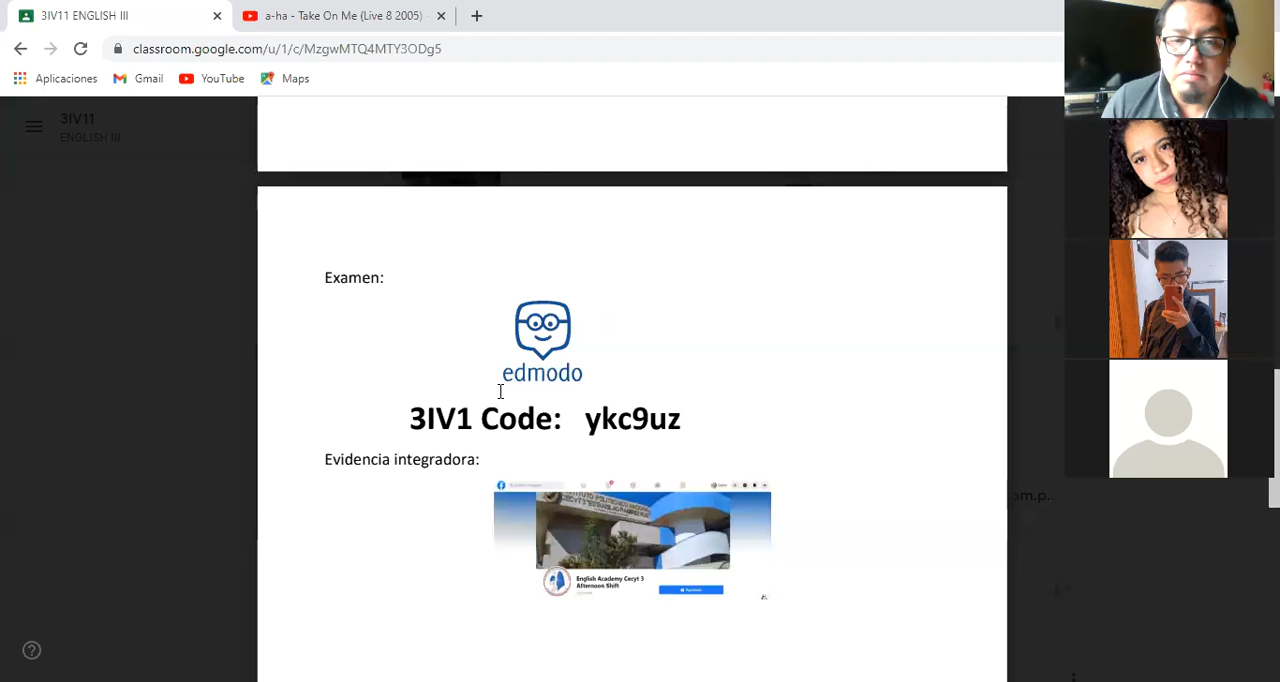 3IV11 ENGLISH III
a-ha - Take On Me (Live 8 2005)
classroom.google.com/u/1/c/MzgwMTQ4MTY3ODg5
Aplicaciones
Gmail
YouTube
Maps
3IV11
ENGLISH III
Examen:
edmodo
3IV1 Code: ykc9uz
Evidencia integradora:
English Academy Cecyt 3
Afternoon Shift
om.p..